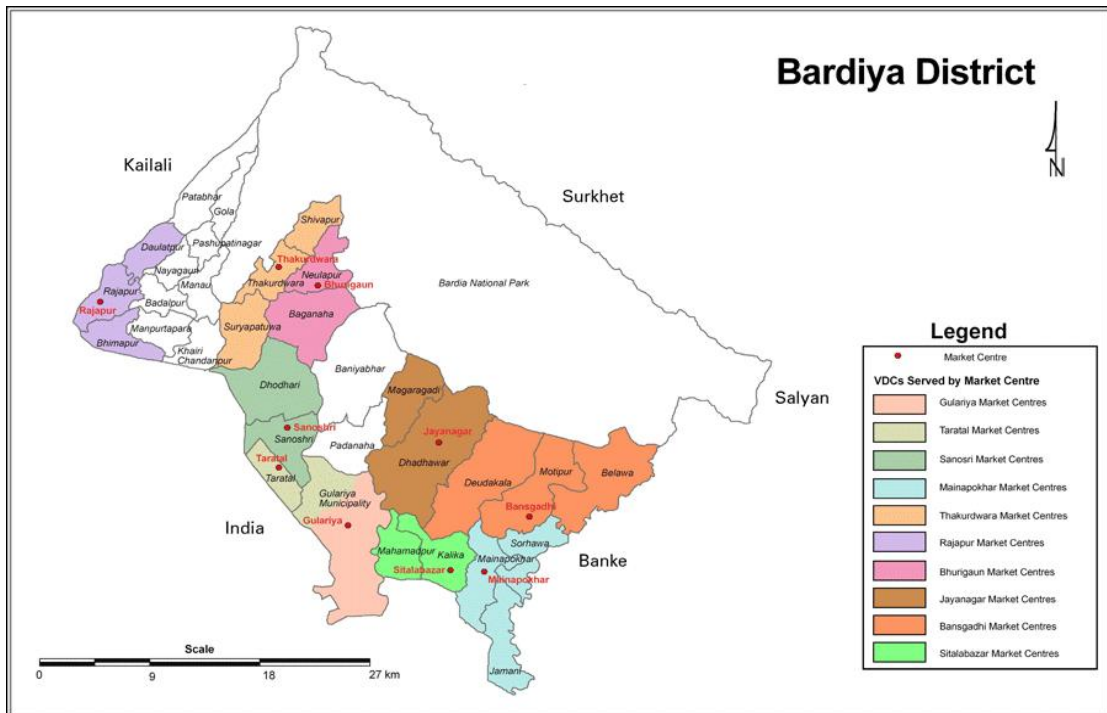 Bardiya District
N
Kailali
Surkhet
Patabhar
Gola
Shivapur
Daulatpur
Pashupatinagar
Thakurdwara
Nayagaun
Neulapur
Rajapur
Manau
Thakurdwara
Bhurigaun
Bardia National Park
Rajapur
Badalpur
Baganaha
Manpurtapara
Suryapatuwa
Bhimapur
Khairi
Chandanpur
Baniyabhar
Dhodhari
Magaragadi
Salyan
Sanoshri
Sanoshri
Padanaha
Jayanagar
Taratal
Taratal
Dhadhawar
Motipur
Belawa
Deudakala
Gulariya
Municipality
Bansgadhi
India
Gulariya
Sorhawa
Mahamadpur
Kalika
Mainapokhar
Banke
Sitalabazar
Mainapokhar
Jamani
Scale
0 9 18 27 km
Legend
Market Centre
VDCs Served by Market Centre
Gulariya Market Centres
Taratal Market Centres
Sanosri Market Centres
Mainapokhar Market Centres
Thakurdwara Market Centres
Rajapur Market Centres
Bhurigaun Market Centres
Jayanagar Market Centres
Bansgadhi Market Centres
Sitalabazar Market Centres